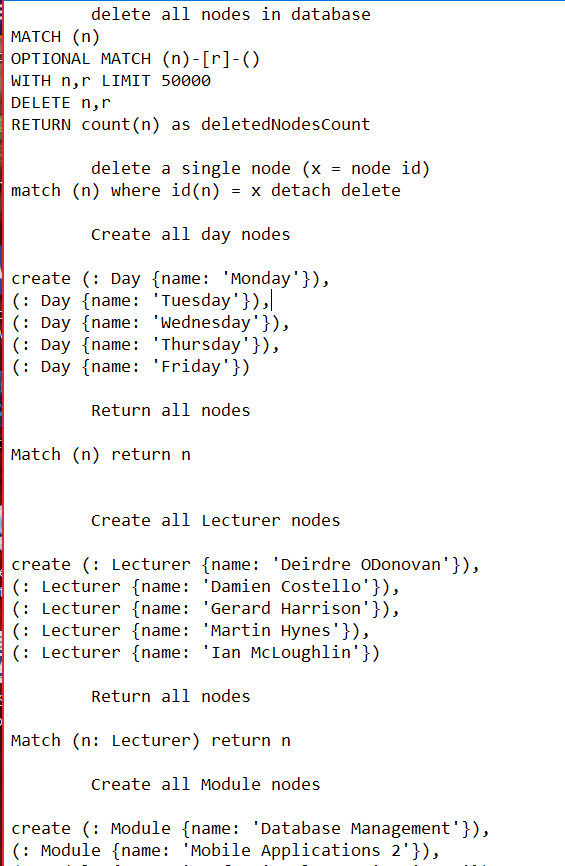 delete all nodes in database
MATCH (n)
OPTIONAL MATCH (n)-[r]-()
WITH n,r LIMIT 50000
DELETE n,r
RETURN count(n) as deletedNodesCount
delete a single node (x = node id)
match (n) where id(n) = x detach delete
Create all day nodes
create (: Day {name: 'Monday'}),
(: Day {name: 'Tuesday'}),
(: Day {name: 'Wednesday'}),
(: Day {name: 'Thursday'}),
(: Day {name: 'Friday'})
Return all nodes
Match (n) return n
Create all Lecturer nodes
create (: Lecturer {name: 'Deirdre ODonovan'}),
(: Lecturer {name: 'Damien Costello'}),
(: Lecturer {name: 'Gerard Harrison'}),
(: Lecturer {name: 'Martin Hynes'}),
(: Lecturer {name: 'Ian McLoughlin'})
Return all nodes
Match (n: Lecturer) return n
Create all Module nodes
create (: Module {name: 'Database Management'}),
(: Module {name: 'Mobile Applications 2'}),